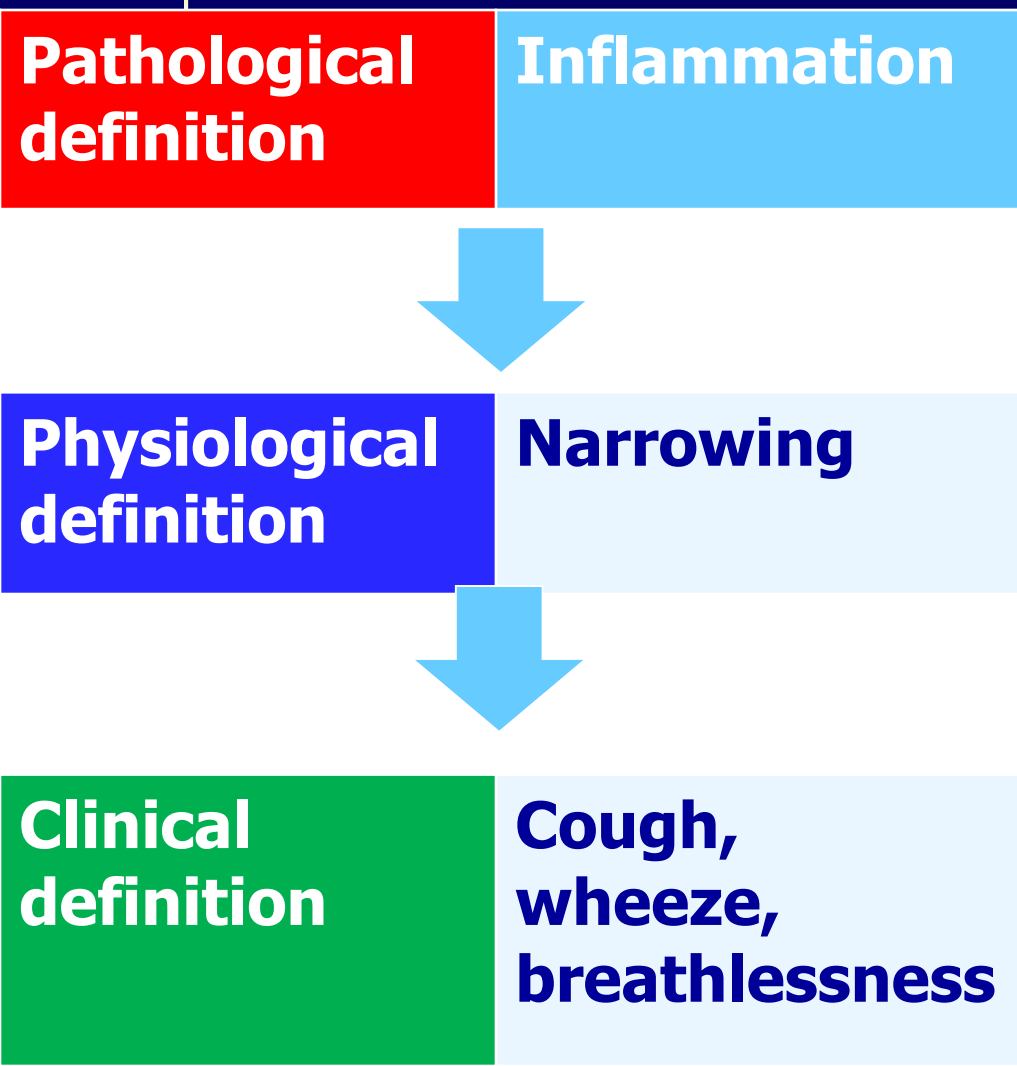 Pathological
definition
Inflammation
Physiological
definition
Narrowing
Clinical
definition
Cough,
wheeze,
breathlessness